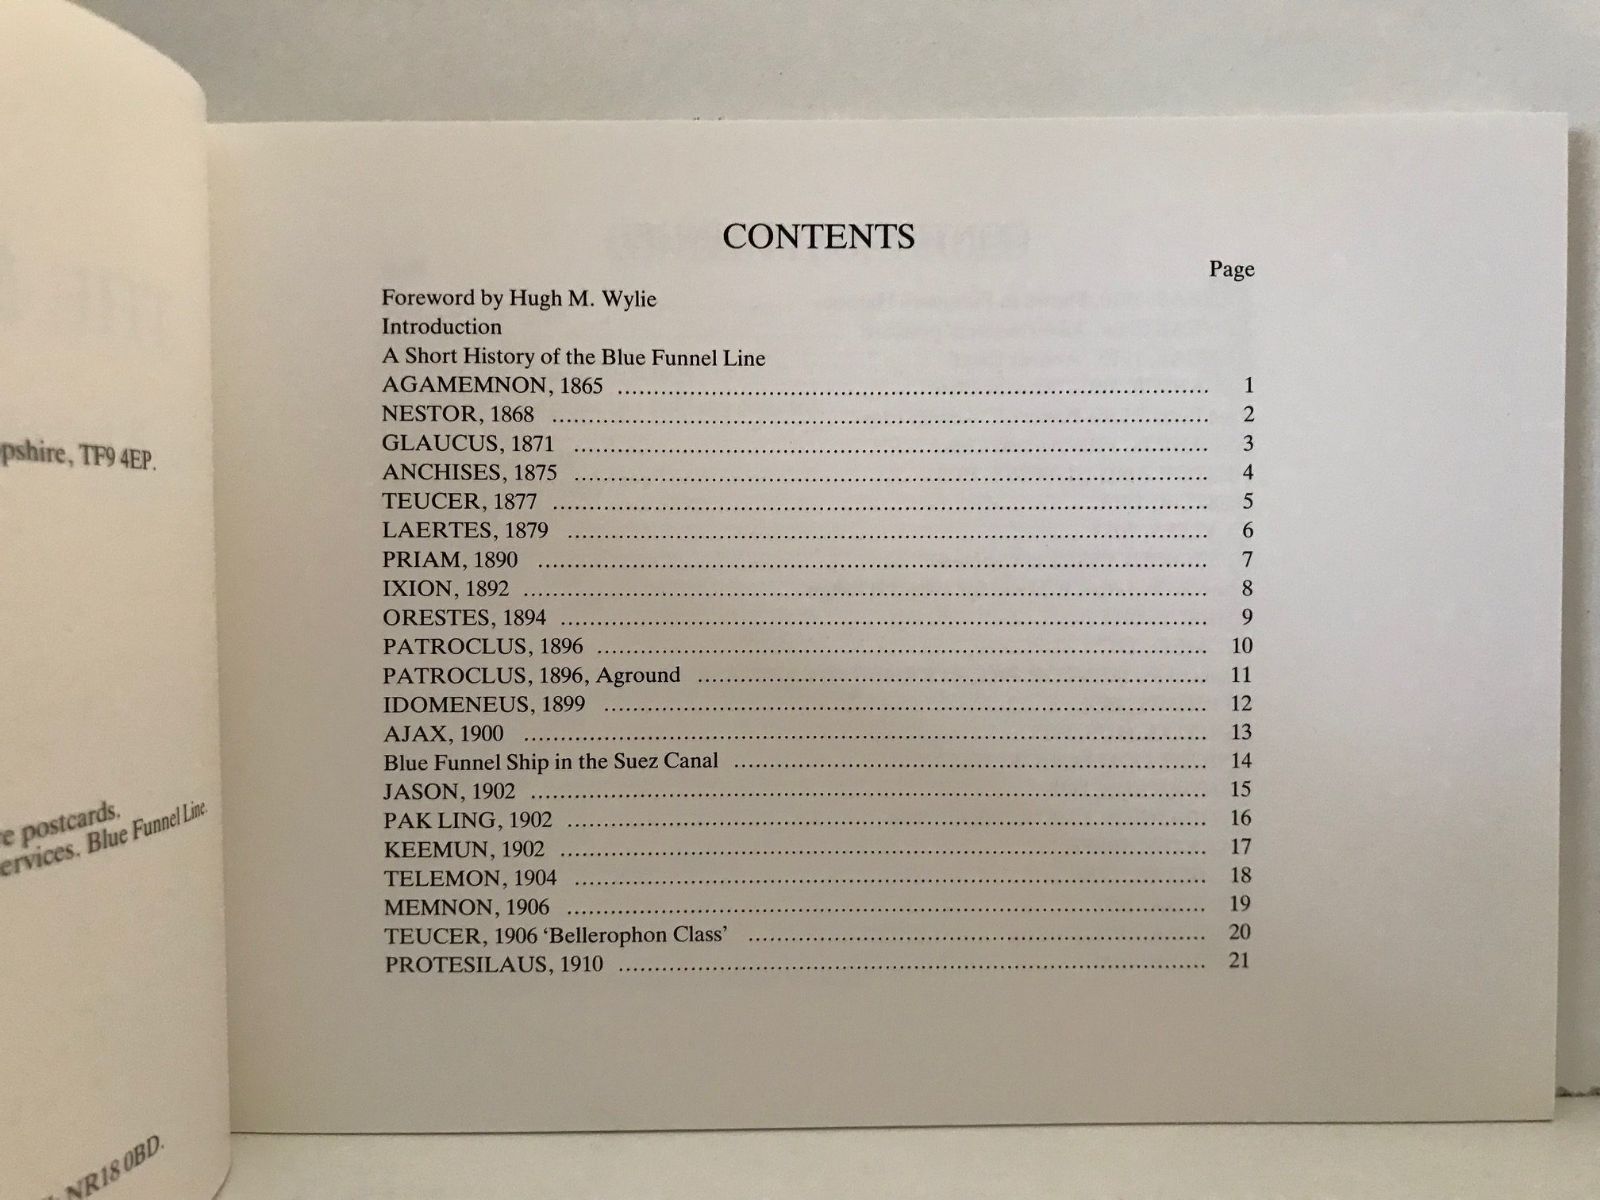 pshire, TF9 4EP.
e postcards.
ervices. Blue Funnel Line.
NR18 0BD.
CONTENTS
Page
Foreword by Hugh M. Wylie
Introduction
A Short History of the Blue Funnel Line
AGAMEMNON, 1865 ........................ 1
NESTOR, 1868 ........................ 2
GLAUCUS, 1871 ........................ 3
ANCHISES, 1875 ........................ 4
TEUCER, 1877 ........................ 5
LAERTES, 1879 ........................ 6
PRIAM, 1890 ........................ 7
IXION, 1892 ........................ 8
ORESTES, 1894 ........................ 9
PATROCLUS, 1896 ........................ 10
PATROCLUS, 1896, Aground ........................ 11
IDOMENEUS, 1899 ........................ 12
AJAX, 1900 ........................ 13
Blue Funnel Ship in the Suez Canal ........................ 14
JASON, 1902 ........................ 15
PAK LING, 1902 ........................ 16
KEEMUN, 1902 ........................ 17
TELEMON, 1904 ........................ 18
MEMNON, 1906 ........................ 19
TEUCER, 1906 ‘Bellerophon Class’ ........................ 20
PROTESILAUS, 1910 ........................ 21